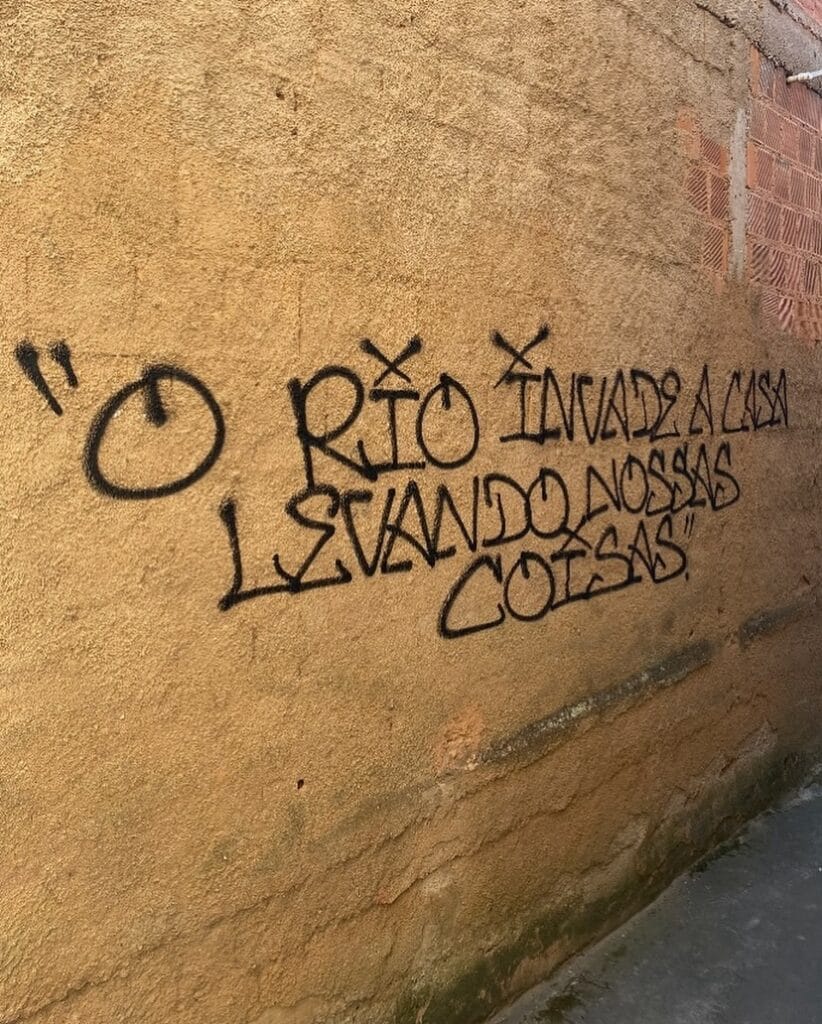 "O RIO INVADE A CASA
LEVANDO NOSSAS
COISAS".